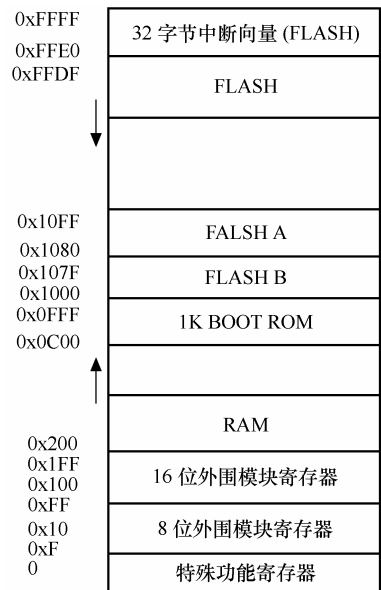 0xFFFF
32 字节中断向量 (FLASH)
0xFFE0
0xFFDF
FLASH
0x10FF
FALSH A
0x1080
0x107F
FLASH B
0x1000
0x0FFF
1K BOOT ROM
0x0C00
RAM
0x200
0x1FF
16 位外围模块寄存器
0x100
0xFF
8 位外围模块寄存器
0x10
0xF
特殊功能寄存器
0